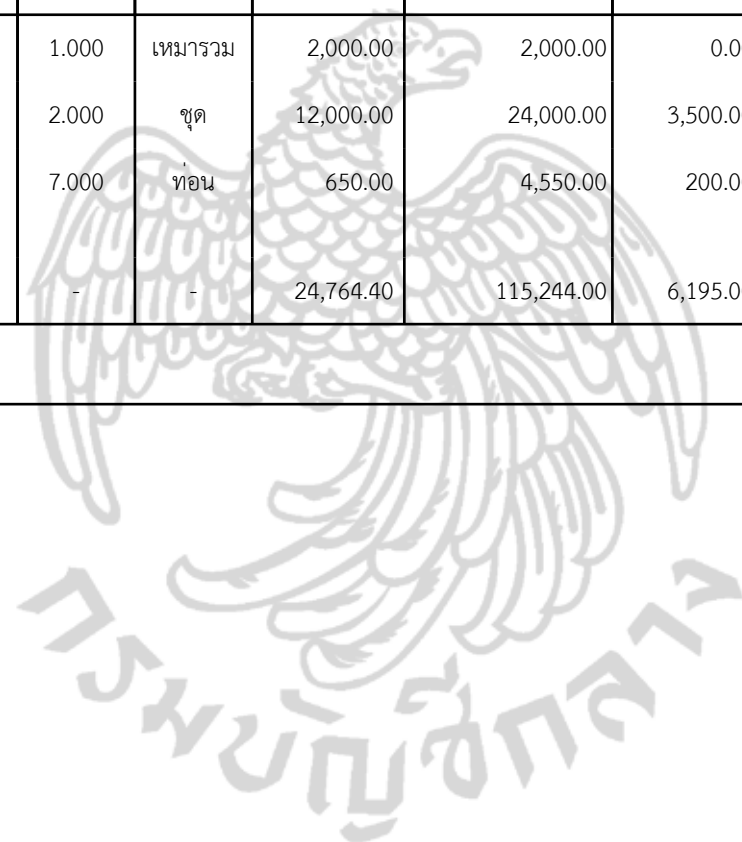 1.000 เหมารวม 2,000.00 2,000.00 0.0
2.000 ชุด 12,000.00 24,000.00 3,500.0
7.000 ท่อน 650.00 4,550.00 200.0
- - 24,764.40 115,244.00 6,195.0
กรมบัญชีกลาง